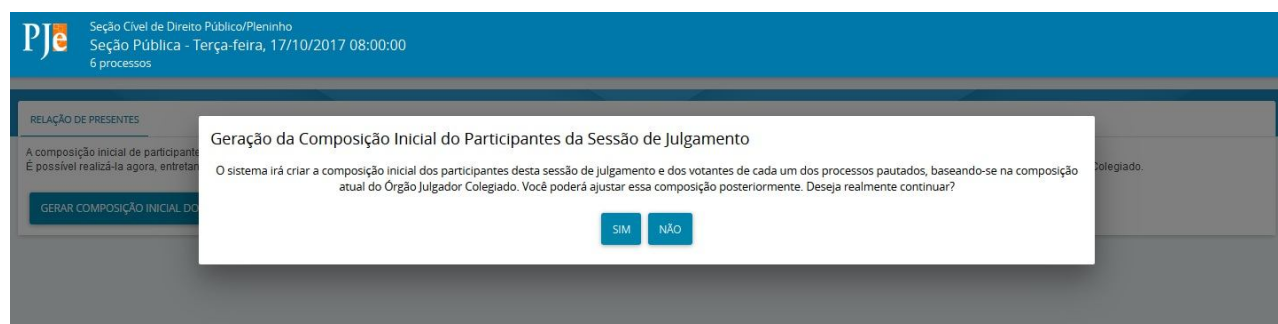 PJe
Seção Cível de Direito Público/Pleninho
Seção Pública - Terça-feira, 17/10/2017 08:00:00
6 processos
RELAÇÃO DE PRESENTES
A composição inicial de participante
É possível realizá-la agora, entretan
Colegiado.
GERAR COMPOSIÇÃO INICIAL DO
Geração da Composição Inicial do Participantes da Sessão de Julgamento
O sistema irá criar a composição inicial dos participantes desta sessão de julgamento e dos votantes de cada um dos processos pautados, baseando-se na composição
atual do Órgão Julgador Colegiado. Você poderá ajustar essa composição posteriormente. Deseja realmente continuar?
SIM NÃO